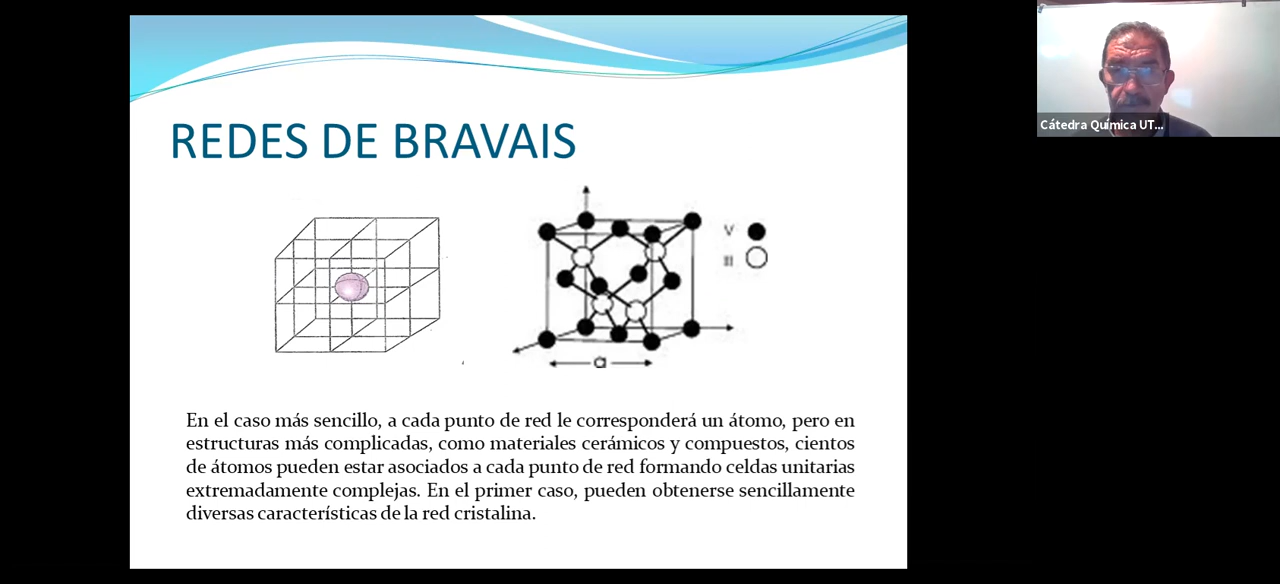 REDES DE BRAVAIS
V
III
a
En el caso más sencillo, a cada punto de red le corresponderá un átomo, pero en
estructuras más complicadas, como materiales cerámicos y compuestos, cientos
de átomos pueden estar asociados a cada punto de red formando celdas unitarias
extremadamente complejas. En el primer caso, pueden obtenerse sencillamente
diversas características de la red cristalina.
Cátedra Química UT...